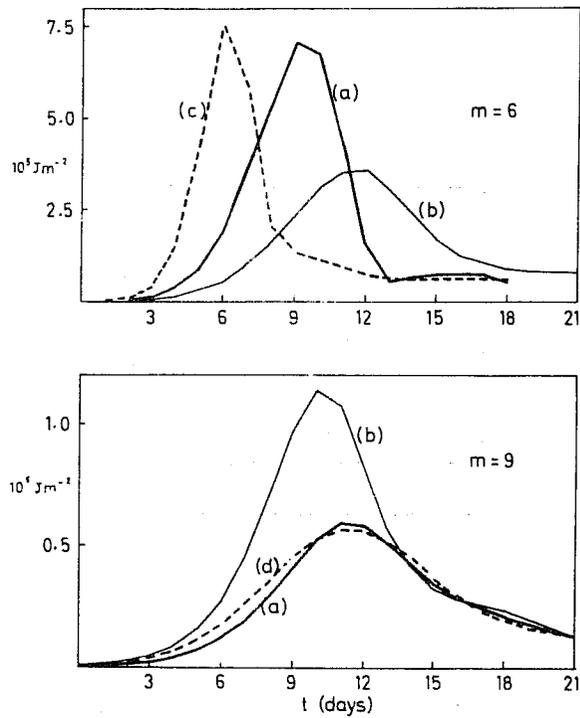 7.5
(c)
(a)
m = 6
5.0
10⁵ Jm⁻²
(b)
2.5
3 6 9 12 15 18 21
1.0
(b)
m = 9
10⁵ Jm⁻²
0.5
(d)
(a)
3 6 9 12 15 18 21
t (days)